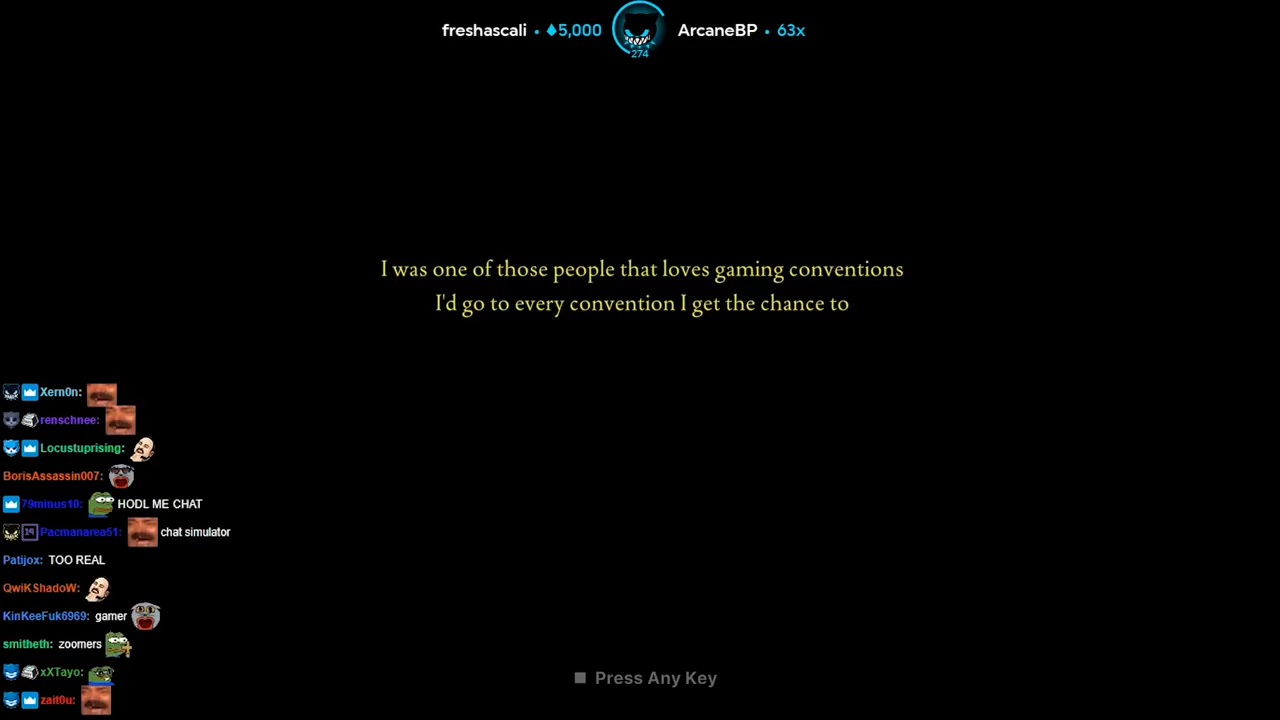 freshascali • 5,000 274 ArcaneBP • 63x
I was one of those people that loves gaming conventions
I'd go to every convention I get the chance to
Xern0n:
renschnee:
Locustuprising:
BorisAssassin007:
79minus10: HODL ME CHAT
Pacmanarea51: chat simulator
Patijox: TOO REAL
QwiKShadoW:
KinKeeFuk6969: gamer
smitheth: zoomers
xXTayo:
zait0u:
Press Any Key